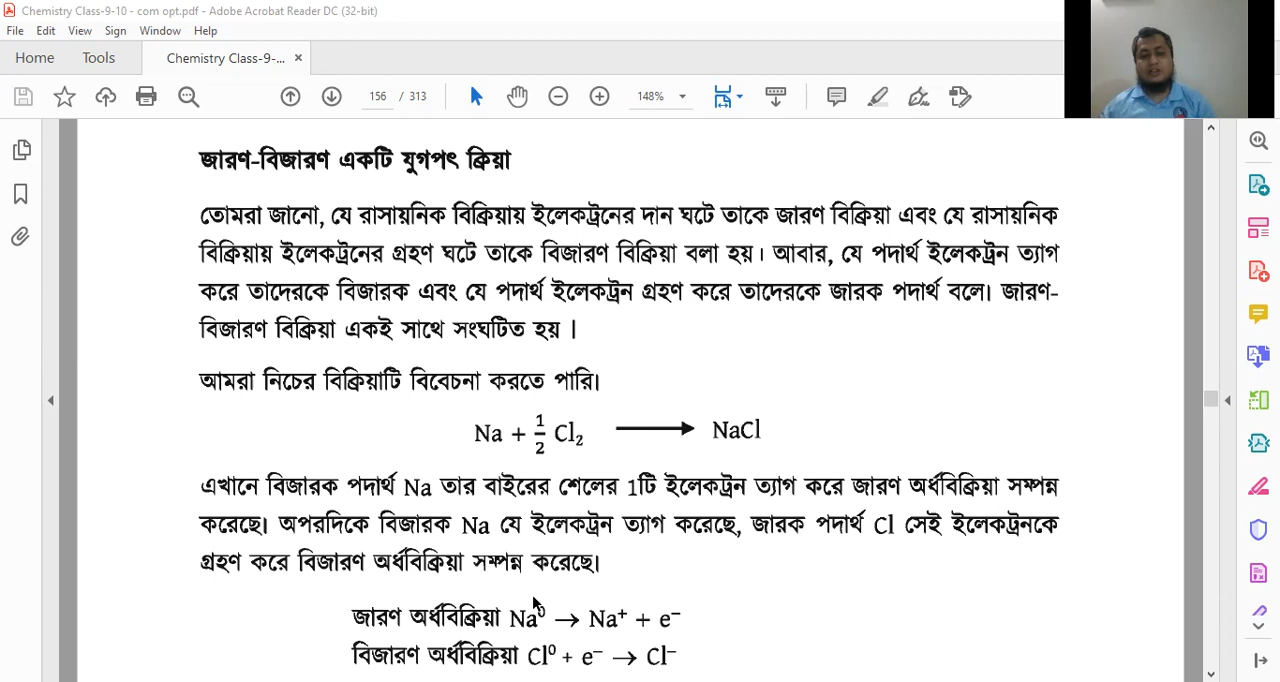 Chemistry Class-9-10 - com opt.pdf - Adobe Acrobat Reader DC (32-bit)
File Edit View Sign Window Help
Home Tools Chemistry Class-9-... ×
156 / 313 148%
জারণ-বিজারণ একটি যুগপৎ ক্রিয়া
তোমরা জানো, যে রাসায়নিক বিক্রিয়ায় ইলেকট্রনের দান ঘটে তাকে জারণ বিক্রিয়া এবং যে রাসায়নিক
বিক্রিয়ায় ইলেকট্রনের গ্রহণ ঘটে তাকে বিজারণ বিক্রিয়া বলা হয়। আবার, যে পদার্থ ইলেকট্রন ত্যাগ
করে তাদেরকে বিজারক এবং যে পদার্থ ইলেকট্রন গ্রহণ করে তাদেরকে জারক পদার্থ বলে। জারণ-
বিজারণ বিক্রিয়া একই সাথে সংঘটিত হয় |
আমরা নিচের বিক্রিয়াটি বিবেচনা করতে পারি।
Na + 1/2 Cl₂ ⟶ NaCl
এখানে বিজারক পদার্থ Na তার বাইরের শেলের 1টি ইলেকট্রন ত্যাগ করে জারণ অর্ধবিক্রিয়া সম্পন্ন
করেছে। অপরদিকে বিজারক Na যে ইলেকট্রন ত্যাগ করেছে, জারক পদার্থ Cl সেই ইলেকট্রনকে
গ্রহণ করে বিজারণ অর্ধবিক্রিয়া সম্পন্ন করেছে।
জারণ অর্ধবিক্রিয়া Na⁰ → Na⁺ + e⁻
বিজারণ অর্ধবিক্রিয়া Cl⁰ + e⁻ → Cl⁻